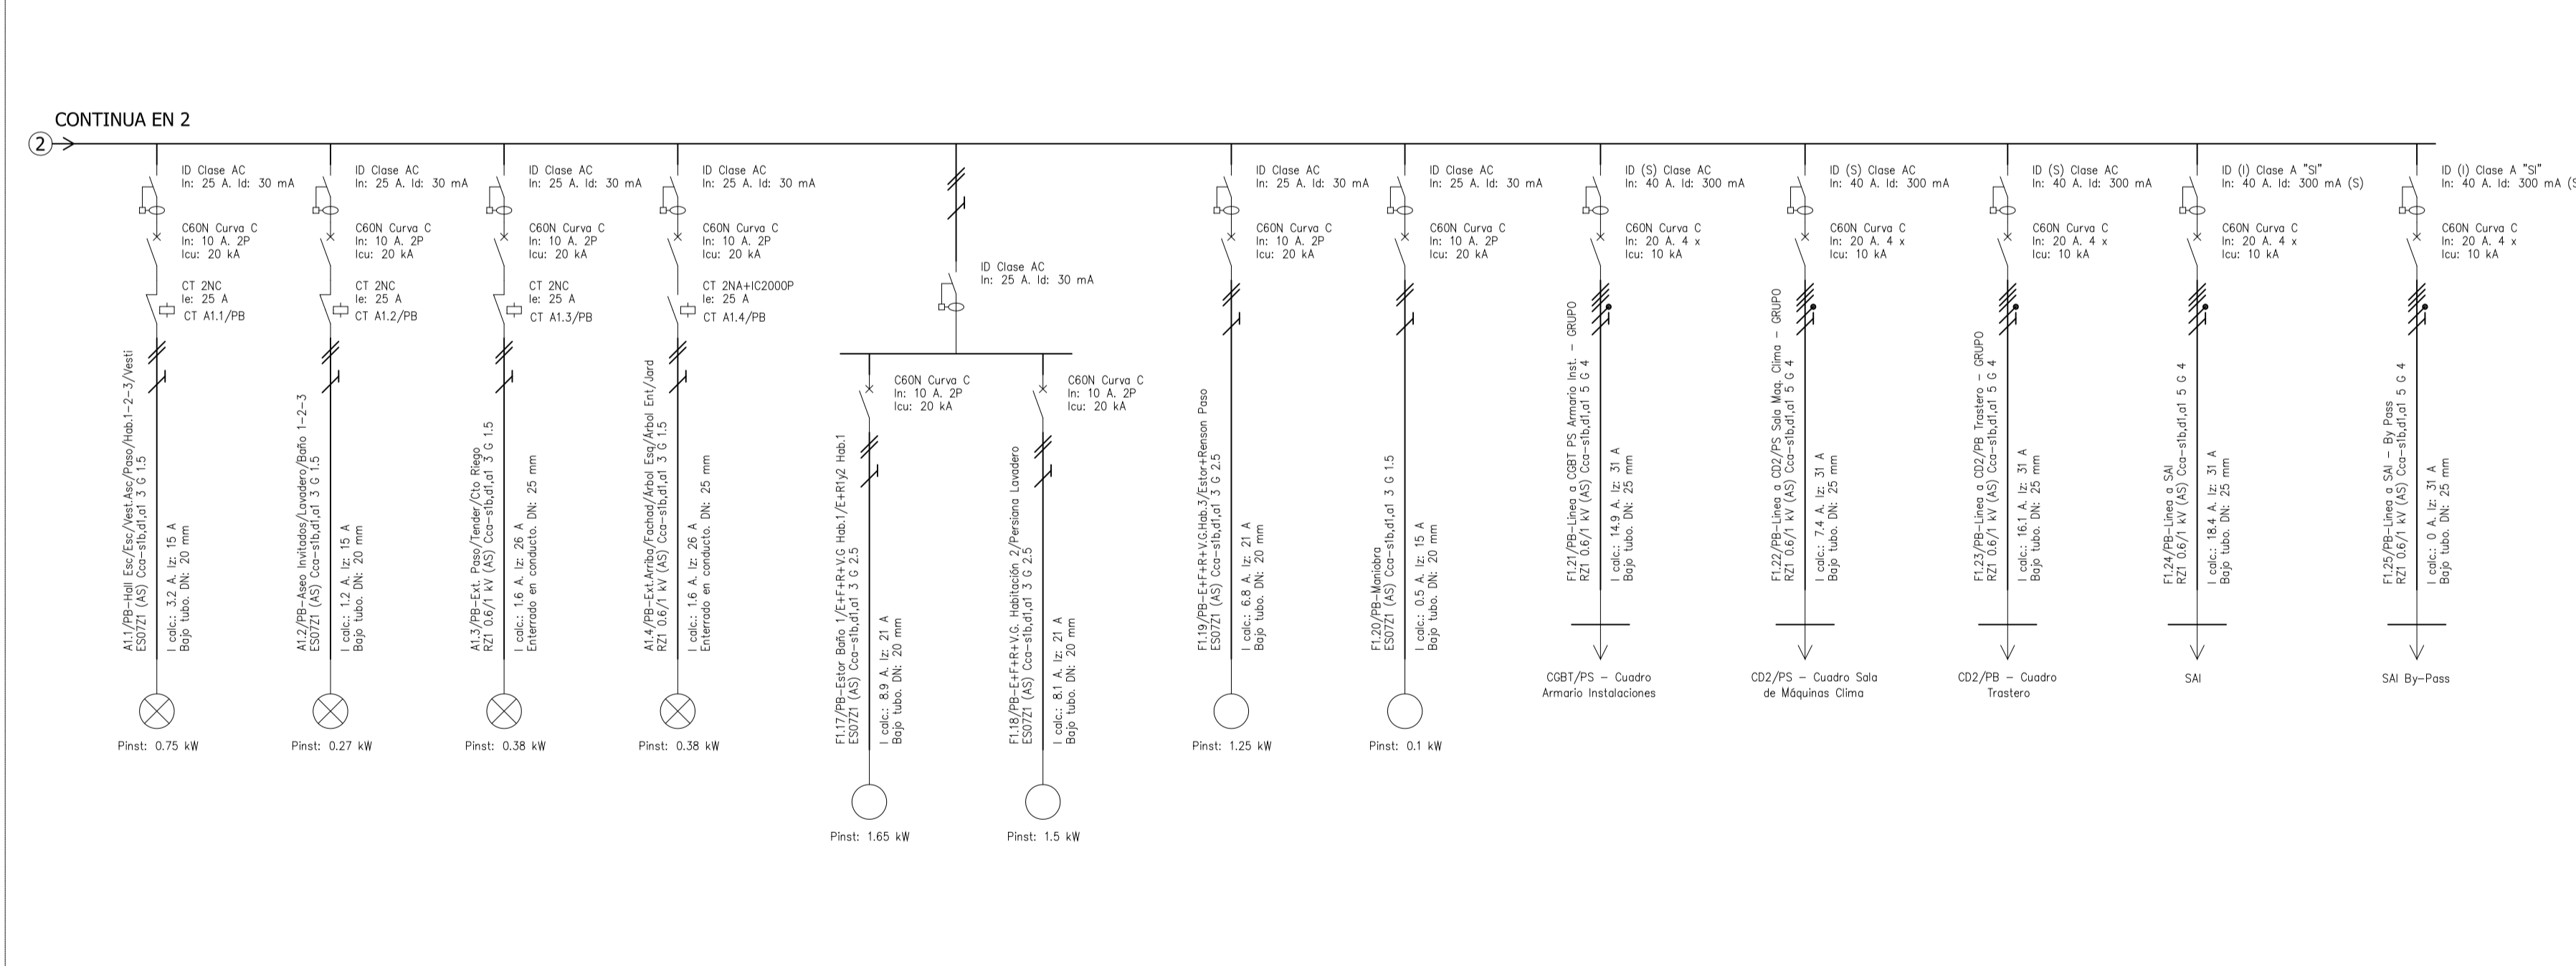 CONTINUA EN 2
2
ID Clase AC
In: 25 A. Id: 30 mA
C60N Curva C
In: 10 A. 2P
Icu: 20 kA
CT 2NC
Ie: 25 A
CT A1.1/PB
A1.1/PB-Hall Esc/Esc/Vest.Asc/Paso/Hab.1-2-3/Vesti
ES07Z1 (AS) Cca-s1b,d1,a1 3 G 1.5
I calc.: 3.2 A. Iz: 15 A
Bajo tubo. DN: 20 mm
Pinst: 0.75 kW
ID Clase AC
In: 25 A. Id: 30 mA
C60N Curva C
In: 10 A. 2P
Icu: 20 kA
CT 2NC
Ie: 25 A
CT A1.2/PB
A1.2/PB-Aseo Invitados/Lavadero/Baño 1-2-3
ES07Z1 (AS) Cca-s1b,d1,a1 3 G 1.5
I calc.: 1.2 A. Iz: 15 A
Bajo tubo. DN: 20 mm
Pinst: 0.27 kW
ID Clase AC
In: 25 A. Id: 30 mA
C60N Curva C
In: 10 A. 2P
Icu: 20 kA
CT 2NC
Ie: 25 A
CT A1.3/PB
A1.3/PB-Ext. Paso/Tender/Cto Riego
RZ1 0.6/1 kV (AS) Cca-s1b,d1,a1 3 G 1.5
I calc.: 1.6 A. Iz: 26 A
Enterrado en conducto. DN: 25 mm
Pinst: 0.38 kW
ID Clase AC
In: 25 A. Id: 30 mA
C60N Curva C
In: 10 A. 2P
Icu: 20 kA
CT 2NA+IC2000P
Ie: 25 A
CT A1.4/PB
A1.4/PB-Ext.Arriba/Fachad/Árbol Esq/Árbol Ent/Jard
RZ1 0.6/1 kV (AS) Cca-s1b,d1,a1 3 G 1.5
I calc.: 1.6 A. Iz: 26 A
Enterrado en conducto. DN: 25 mm
Pinst: 0.38 kW
ID Clase AC
In: 25 A. Id: 30 mA
C60N Curva C
In: 10 A. 2P
Icu: 20 kA
F1.17/PB-Estor Baño 1/E+F+R+V.G Hab.1/E+R1y2 Hab.1
ES07Z1 (AS) Cca-s1b,d1,a1 3 G 2.5
I calc.: 8.9 A. Iz: 21 A
Bajo tubo. DN: 20 mm
Pinst: 1.65 kW
C60N Curva C
In: 10 A. 2P
Icu: 20 kA
F1.18/PB-E+F+R+V.G. Habitación 2/Persiana Lavadero
ES07Z1 (AS) Cca-s1b,d1,a1 3 G 2.5
I calc.: 8.1 A. Iz: 21 A
Bajo tubo. DN: 20 mm
Pinst: 1.5 kW
ID Clase AC
In: 25 A. Id: 30 mA
C60N Curva C
In: 10 A. 2P
Icu: 20 kA
F1.19/PB-E+F+R+V.G.Hab.3/Estor+Renson Paso
ES07Z1 (AS) Cca-s1b,d1,a1 3 G 2.5
I calc.: 6.8 A. Iz: 21 A
Bajo tubo. DN: 20 mm
Pinst: 1.25 kW
ID Clase AC
In: 25 A. Id: 30 mA
C60N Curva C
In: 10 A. 2P
Icu: 20 kA
F1.20/PB-Maniobra
ES07Z1 (AS) Cca-s1b,d1,a1 3 G 1.5
I calc.: 0.5 A. Iz: 15 A
Bajo tubo. DN: 20 mm
Pinst: 0.1 kW
ID (S) Clase AC
In: 40 A. Id: 300 mA
C60N Curva C
In: 20 A. 4 x
Icu: 10 kA
F1.21/PB-Linea a CGBT PS Armario Inst. - GRUPO
RZ1 0.6/1 kV (AS) Cca-s1b,d1,a1 5 G 4
I calc.: 14.9 A. Iz: 31 A
Bajo tubo. DN: 25 mm
CGBT/PS - Cuadro
Armario Instalaciones
ID (S) Clase AC
In: 40 A. Id: 300 mA
C60N Curva C
In: 20 A. 4 x
Icu: 10 kA
F1.22/PB-Linea a CD2/PS Sala Maq. Clima - GRUPO
RZ1 0.6/1 kV (AS) Cca-s1b,d1,a1 5 G 4
I calc.: 7.4 A. Iz: 31 A
Bajo tubo. DN: 25 mm
CD2/PS - Cuadro Sala
de Máquinas Clima
ID (S) Clase AC
In: 40 A. Id: 300 mA
C60N Curva C
In: 20 A. 4 x
Icu: 10 kA
F1.23/PB-Linea a CD2/PB Trastero - GRUPO
RZ1 0.6/1 kV (AS) Cca-s1b,d1,a1 5 G 4
I calc.: 16.1 A. Iz: 31 A
Bajo tubo. DN: 25 mm
CD2/PB - Cuadro
Trastero
ID (I) Clase A "SI"
In: 40 A. Id: 300 mA (S)
C60N Curva C
In: 20 A. 4 x
Icu: 10 kA
F1.24/PB-Linea a SAI
RZ1 0.6/1 kV (AS) Cca-s1b,d1,a1 5 G 4
I calc.: 18.4 A. Iz: 31 A
Bajo tubo. DN: 25 mm
SAI
ID (I) Clase A "SI"
In: 40 A. Id: 300 mA (S
C60N Curva C
In: 20 A. 4 x
Icu: 10 kA
F1.25/PB-Linea a SAI - By Pass
RZ1 0.6/1 kV (AS) Cca-s1b,d1,a1 5 G 4
I calc.: 0 A. Iz: 31 A
Bajo tubo. DN: 25 mm
SAI By-Pass